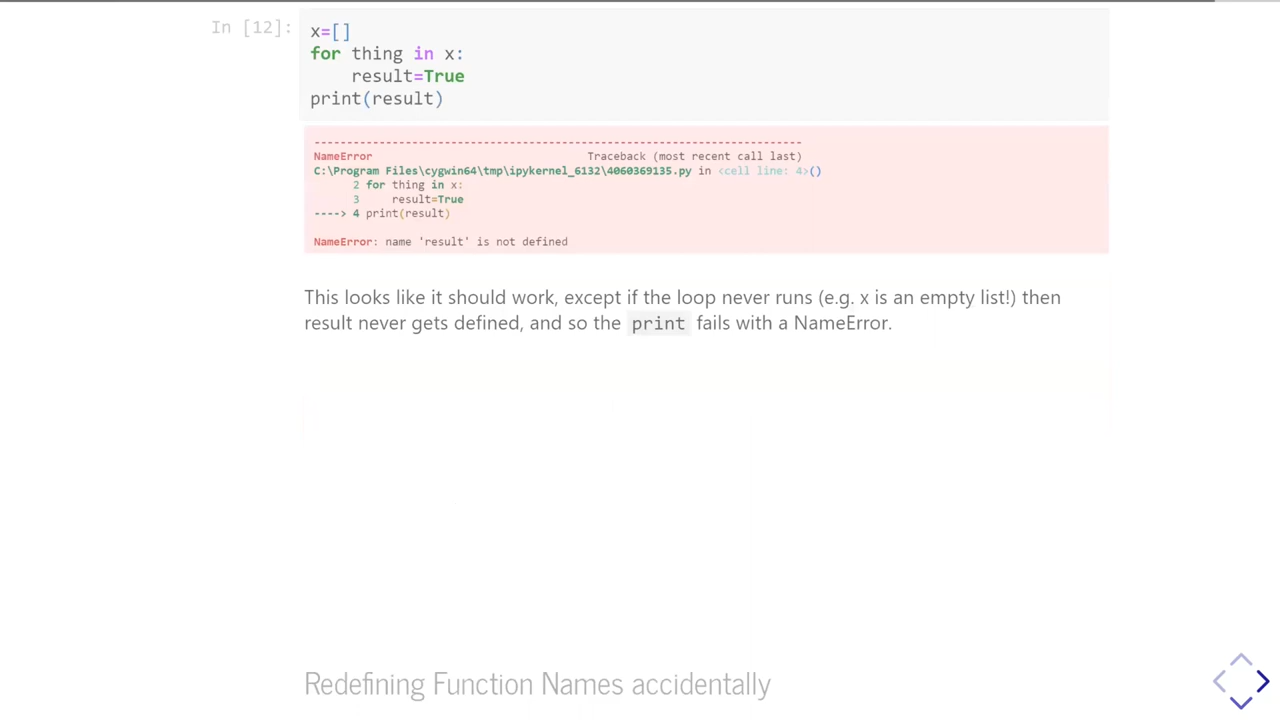 In [12]:
x=[]
for thing in x:
    result=True
print(result)
---------------------------------------------------------------------------
NameError                                 Traceback (most recent call last)
C:\Program Files\cygwin64\tmp\ipykernel_6132\4060369135.py in <cell line: 4>()
      2 for thing in x:
      3     result=True
----> 4 print(result)
NameError: name 'result' is not defined
This looks like it should work, except if the loop never runs (e.g. x is an empty list!) then
result never gets defined, and so the print fails with a NameError.
Redefining Function Names accidentally